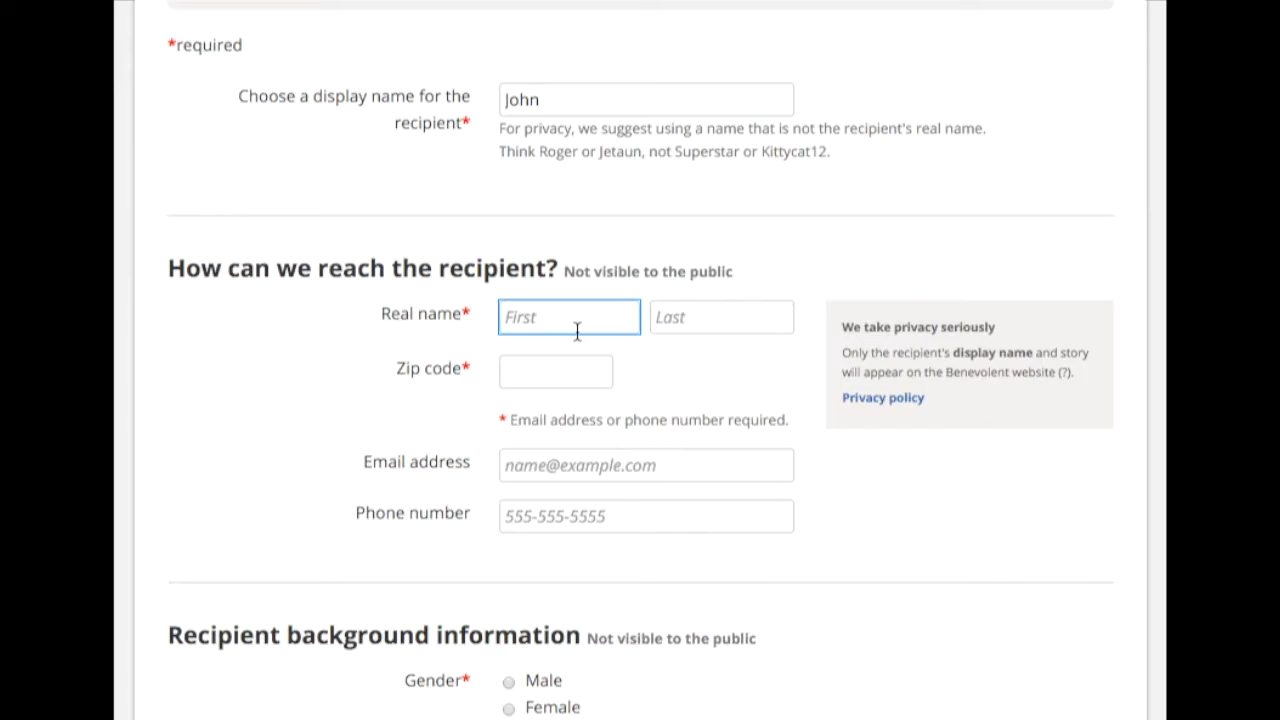 *required
Choose a display name for the
recipient*
John
For privacy, we suggest using a name that is not the recipient's real name.
Think Roger or Jetaun, not Superstar or Kittycat12.
How can we reach the recipient? Not visible to the public
Real name*
First
Last
Zip code*
* Email address or phone number required.
Email address
name@example.com
Phone number
555-555-5555
We take privacy seriously
Only the recipient's display name and story
will appear on the Benevolent website (?).
Privacy policy
Recipient background information Not visible to the public
Gender*
Male
Female